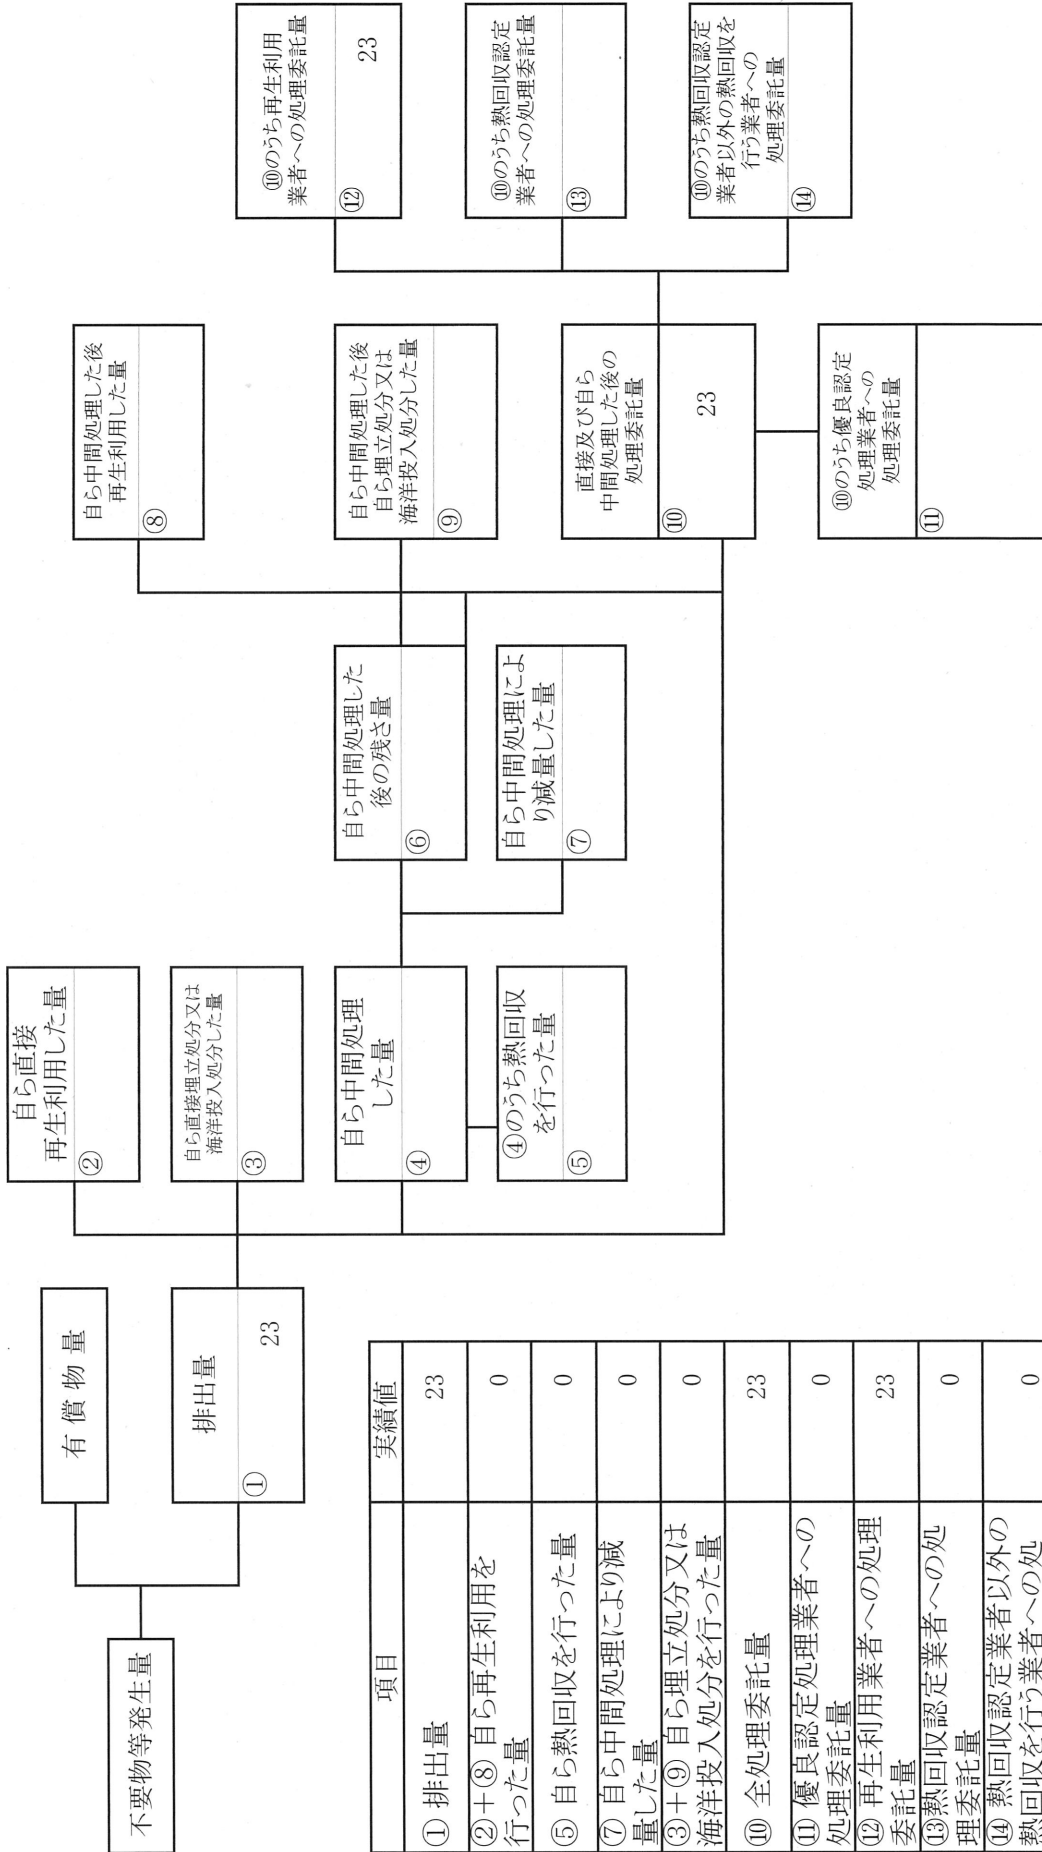 不要物等発生量
有償物量
排出量
①
23
自ら直接
再生利用した量
②
自ら直接埋立処分又は
海洋投入処分した量
③
自ら中間処理
した量
④
④のうち熱回収
を行った量
⑤
自ら中間処理した
後の残さ量
⑥
自ら中間処理によ
り減量した量
⑦
自ら中間処理した後
再生利用した量
⑧
自ら中間処理した後
自ら埋立処分又は
海洋投入処分した量
⑨
直接及び自ら
中間処理した後の
処理委託量
⑩
23
⑩のうち優良認定
処理業者への
処理委託量
⑪
⑩のうち再生利用
業者への処理委託量
⑫
23
⑩のうち熱回収認定
業者への処理委託量
⑬
⑩のうち熱回収認定
業者以外の熱回収を
行う業者への
処理委託量
⑭
項目 実績値
① 排出量 23
②+⑧ 自ら再生利用を
行った量 0
⑤ 自ら熱回収を行った量 0
⑦ 自ら中間処理により減
量した量 0
③+⑨ 自ら埋立処分又は
海洋投入処分を行った量 0
⑩ 全処理委託量 23
⑪ 優良認定処理業者への
処理委託量 0
⑫ 再生利用業者への処理
委託量 23
⑬熱回収認定業者への処
理委託量 0
⑭ 熱回収認定業者以外の
熱回収を行う業者への処 0